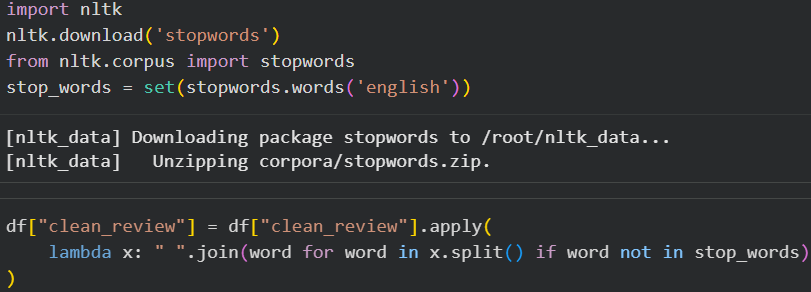 import nltk
nltk.download('stopwords')
from nltk.corpus import stopwords
stop_words = set(stopwords.words('english'))
[nltk_data] Downloading package stopwords to /root/nltk_data...
[nltk_data]   Unzipping corpora/stopwords.zip.
df["clean_review"] = df["clean_review"].apply(
    lambda x: " ".join(word for word in x.split() if word not in stop_words)
)